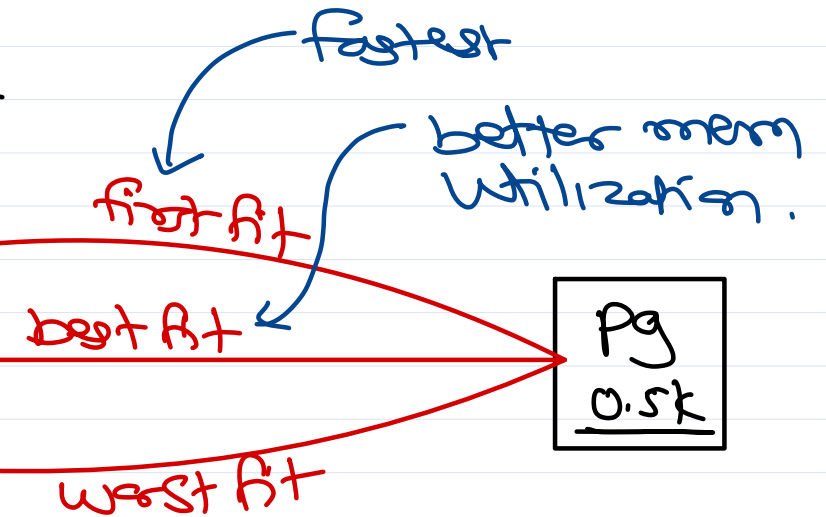 fastest
better mem
utilization.
first fit
best fit
worst fit
Pg
0.5k